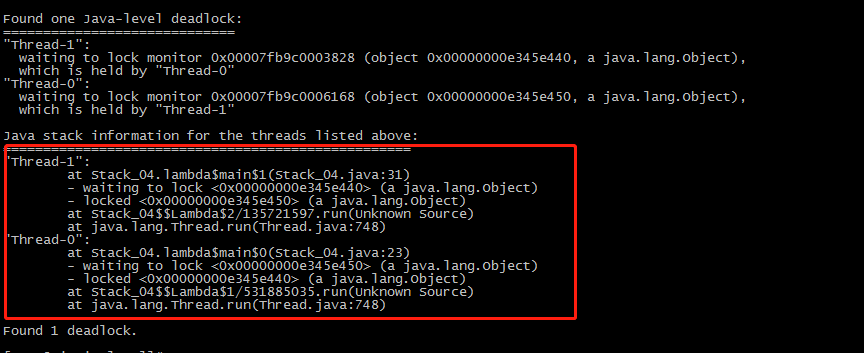 Found one Java-level deadlock:
=============================
"Thread-1":
  waiting to lock monitor 0x00007fb9c0003828 (object 0x00000000e345e440, a java.lang.Object),
  which is held by "Thread-0"
"Thread-0":
  waiting to lock monitor 0x00007fb9c0006168 (object 0x00000000e345e450, a java.lang.Object),
  which is held by "Thread-1"
Java stack information for the threads listed above:
===================================================
"Thread-1":
        at Stack_04.lambda$main$1(Stack_04.java:31)
        - waiting to lock <0x00000000e345e440> (a java.lang.Object)
        - locked <0x00000000e345e450> (a java.lang.Object)
        at Stack_04$$Lambda$2/135721597.run(Unknown Source)
        at java.lang.Thread.run(Thread.java:748)
"Thread-0":
        at Stack_04.lambda$main$0(Stack_04.java:23)
        - waiting to lock <0x00000000e345e450> (a java.lang.Object)
        - locked <0x00000000e345e440> (a java.lang.Object)
        at Stack_04$$Lambda$1/531885035.run(Unknown Source)
        at java.lang.Thread.run(Thread.java:748)
Found 1 deadlock.